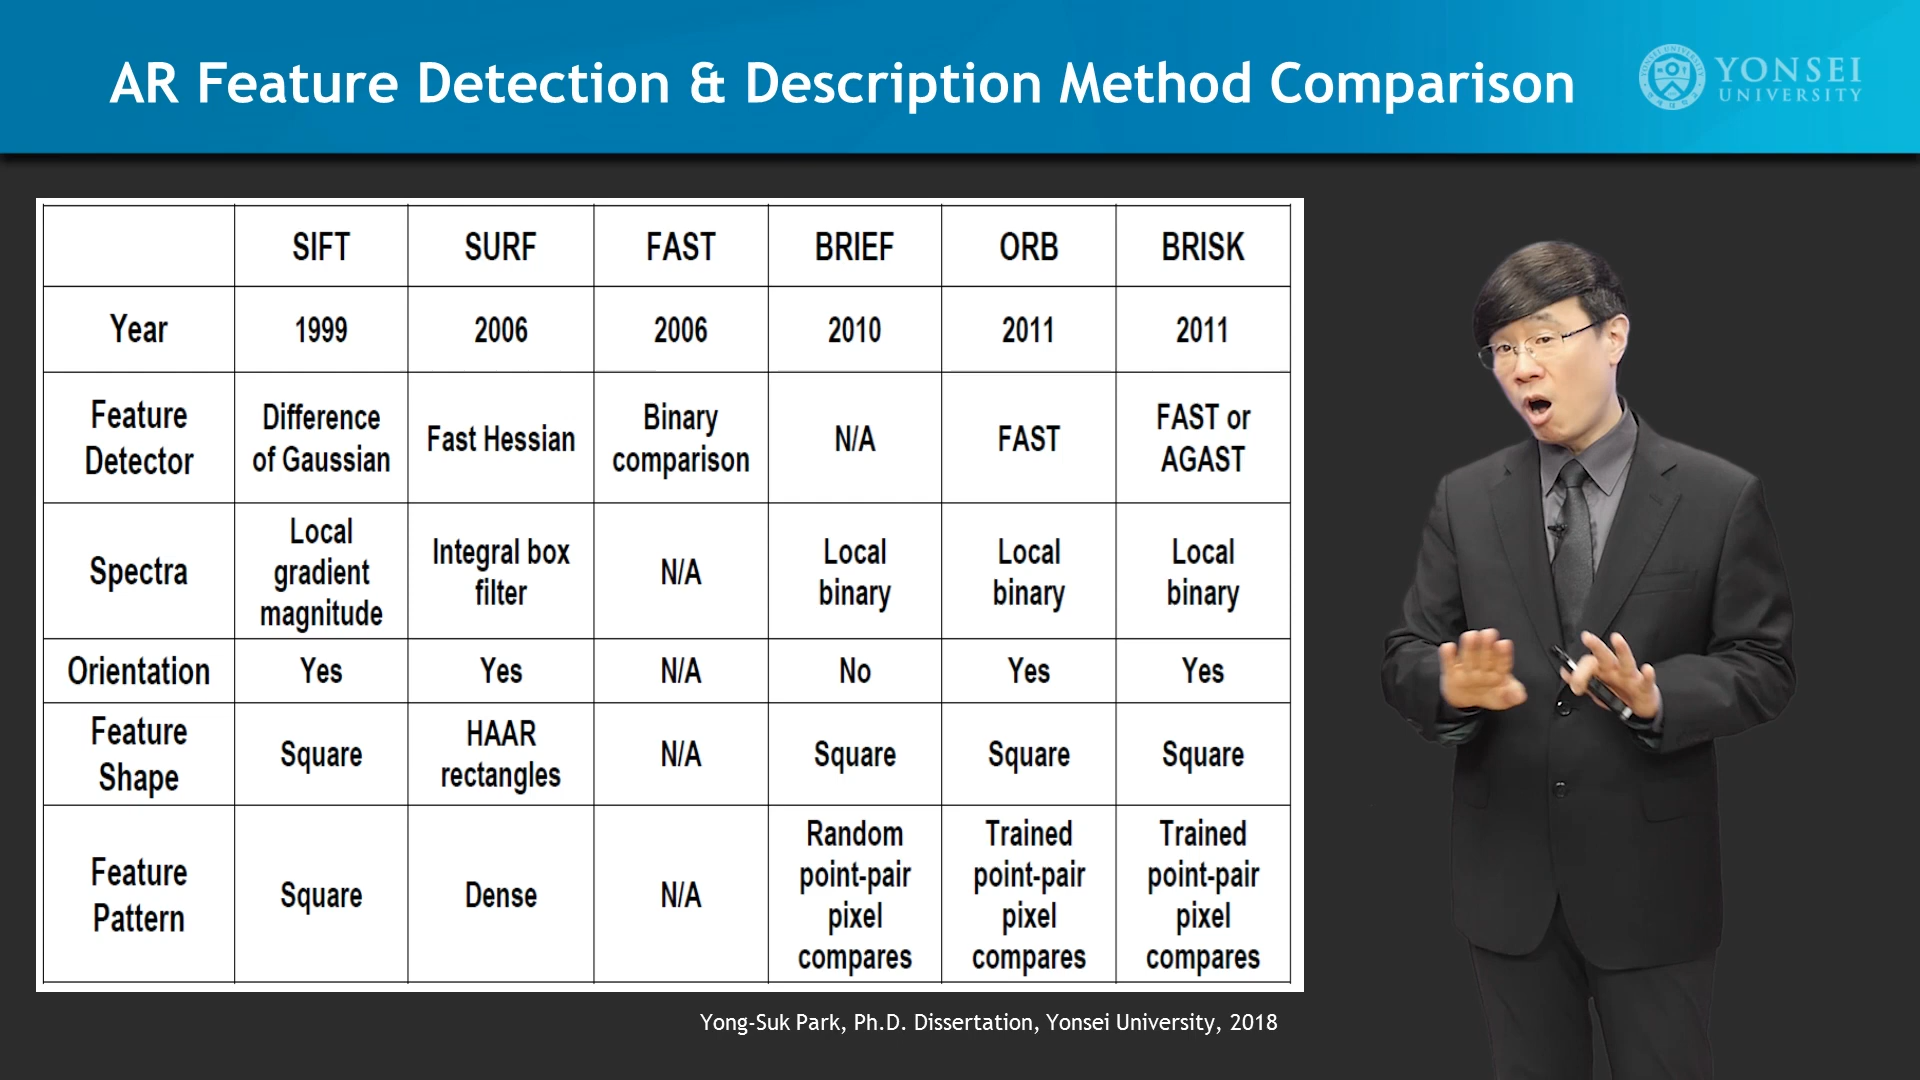 AR Feature Detection & Description Method Comparison
YONSEI
UNIVERSITY
SIFT SURF FAST BRIEF ORB BRISK
Year 1999 2006 2006 2010 2011 2011
Feature Detector Difference of Gaussian Fast Hessian Binary comparison N/A FAST FAST or AGAST
Spectra Local gradient magnitude Integral box filter N/A Local binary Local binary Local binary
Orientation Yes Yes N/A No Yes Yes
Feature Shape Square HAAR rectangles N/A Square Square Square
Feature Pattern Square Dense N/A Random point-pair pixel compares Trained point-pair pixel compares Trained point-pair pixel compares
Yong-Suk Park, Ph.D. Dissertation, Yonsei University, 2018